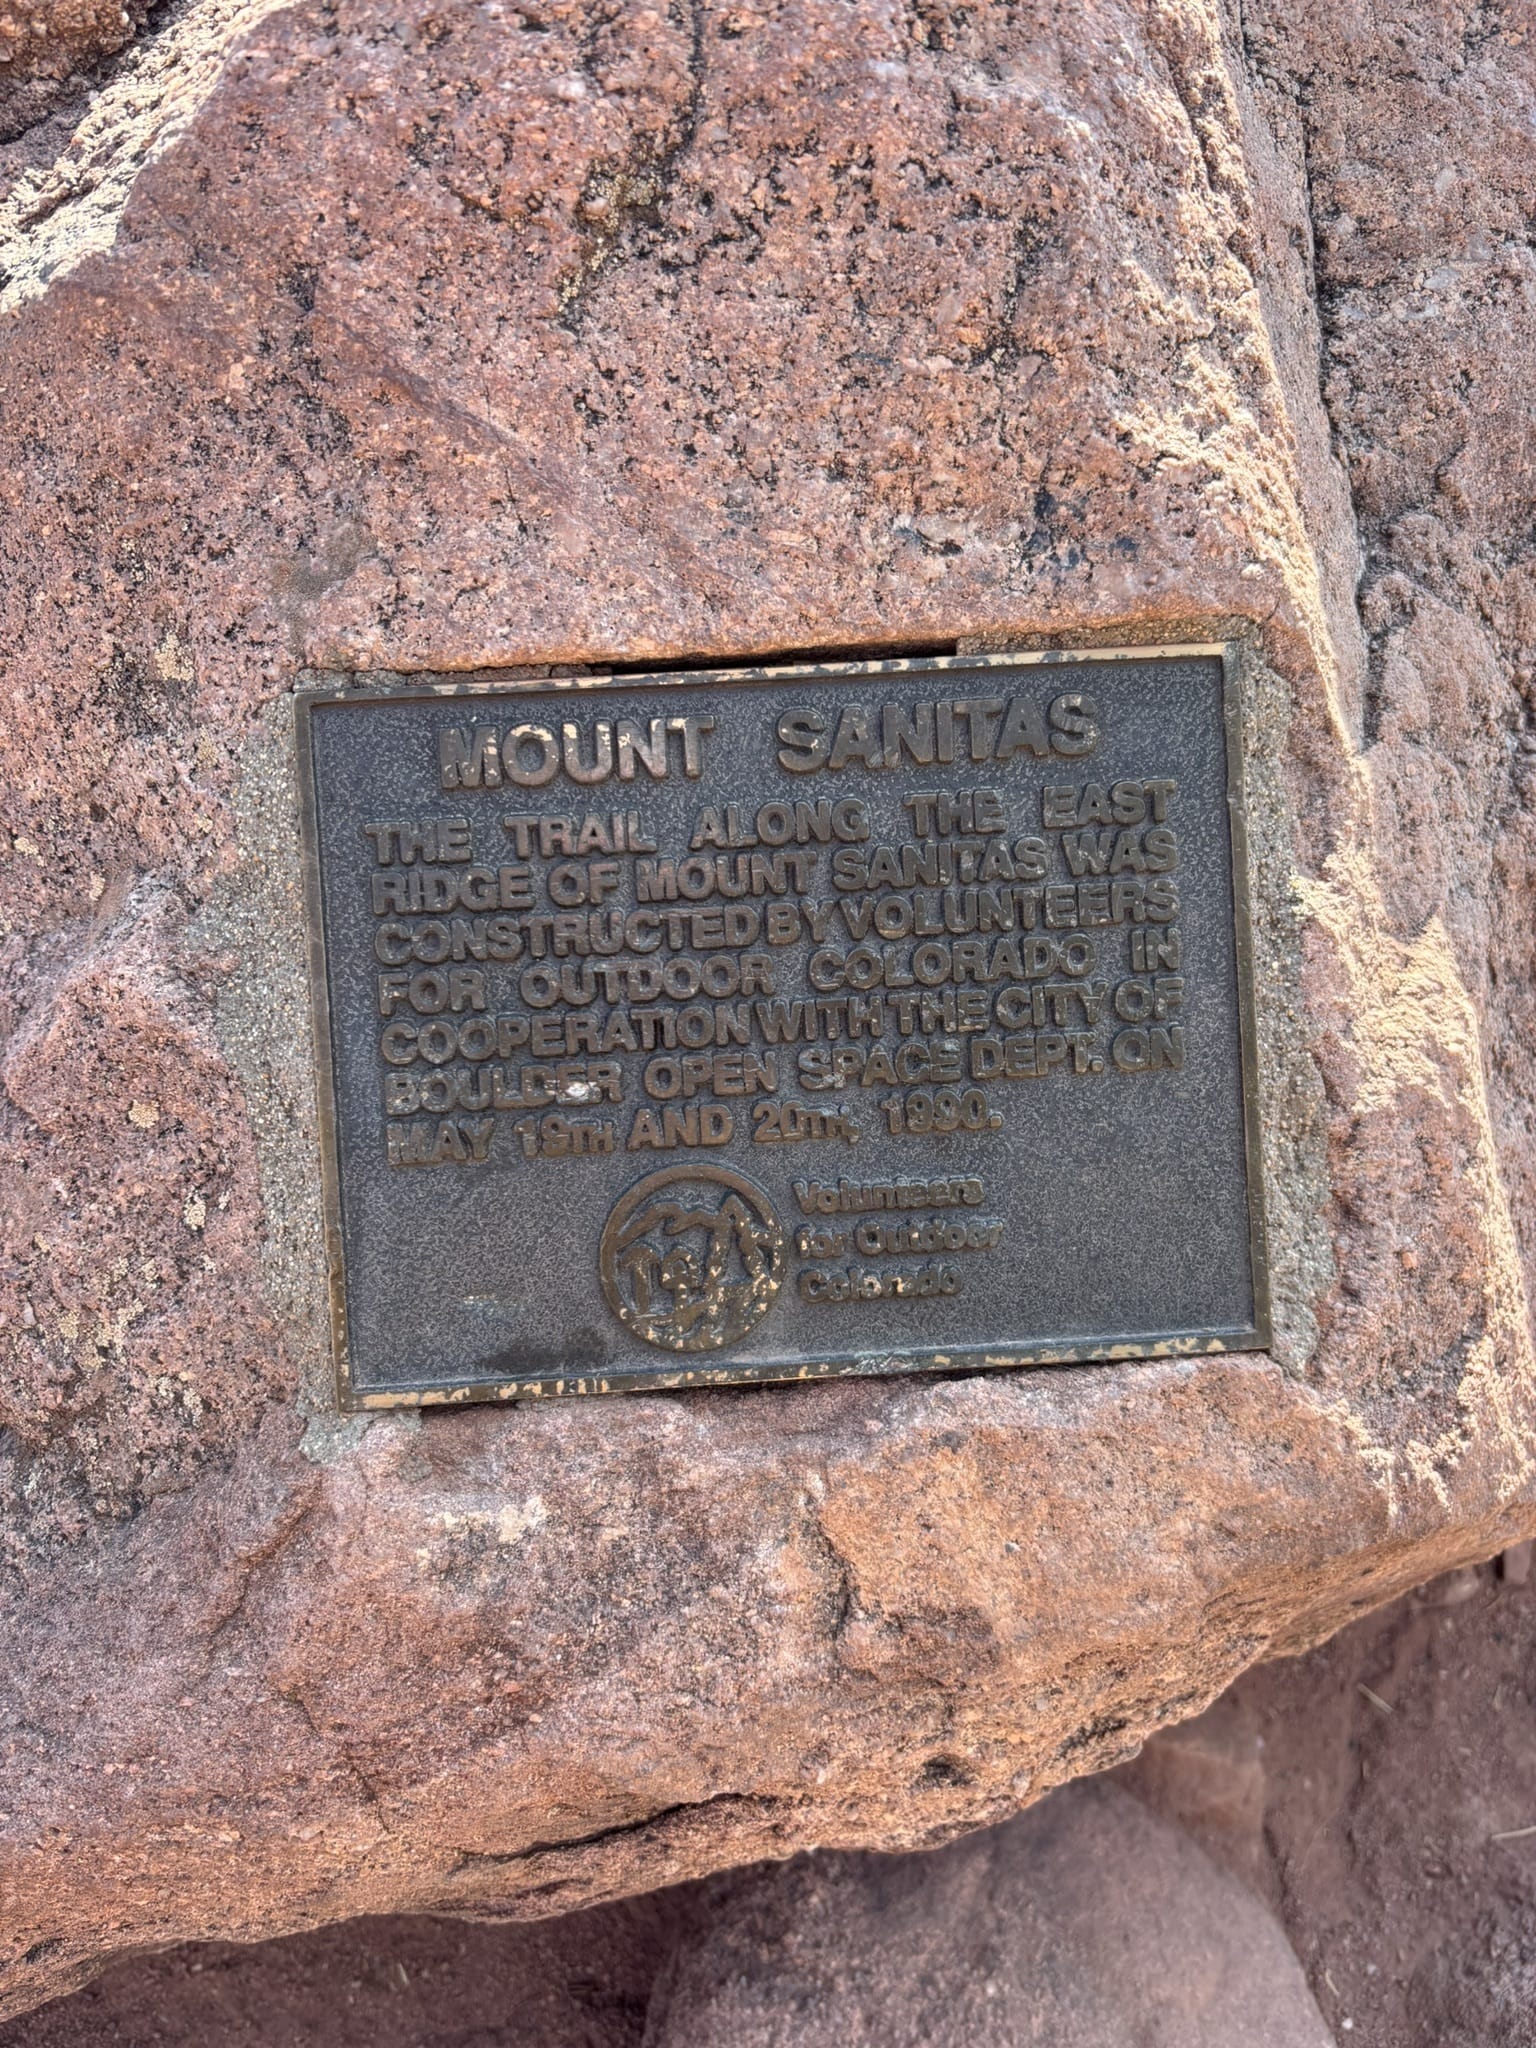 MOUNT SANITAS
THE TRAIL ALONG THE EAST
RIDGE OF MOUNT SANITAS WAS
CONSTRUCTED BY VOLUNTEERS
FOR OUTDOOR COLORADO IN
COOPERATION WITH THE CITY OF
BOULDER OPEN SPACE DEPT. ON
MAY 19TH AND 20TH, 1990.
Volunteers
for Outdoor
Colorado